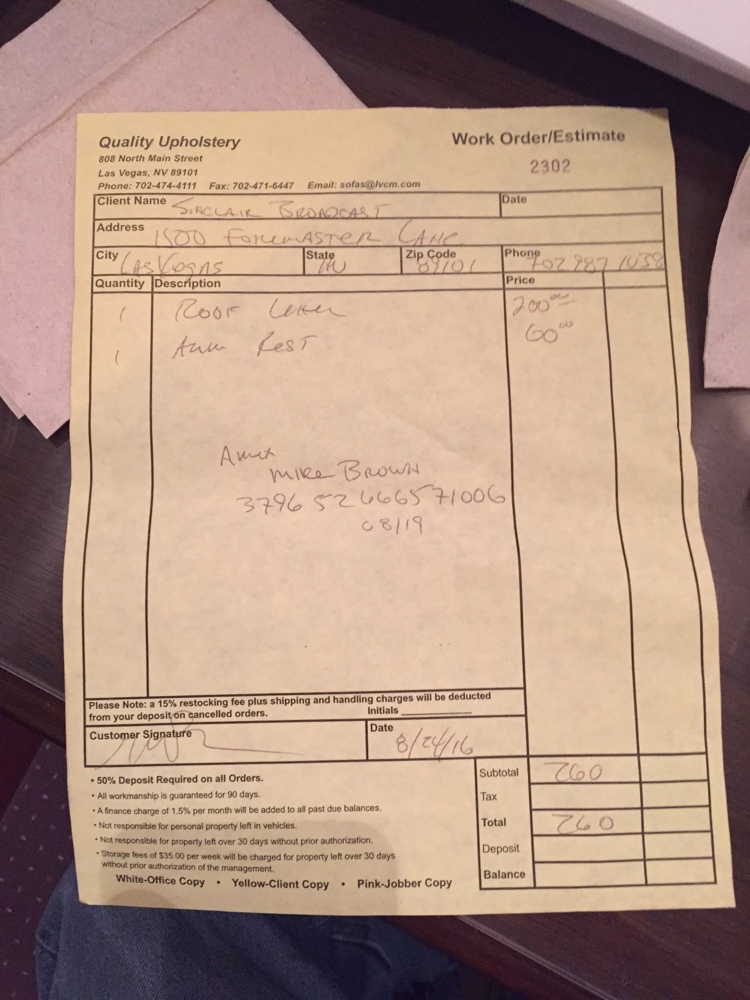 Quality Upholstery
808 North Main Street
Las Vegas, NV 89101
Phone: 702-474-4111 Fax: 702-471-6447 Email: sofas@lvcm.com
Work Order/Estimate
2302
Client Name Sinclair Broadcast
Date
Address 1500 Foremaster Lane
City Las Vegas State NV Zip Code 89101 Phone 702 987 1038
Quantity Description Price
1 Roof 200.00
1 Arm Rest 60.00
Amex
Mike Brown
3796 526665 71006
08/19
Please Note: a 15% restocking fee plus shipping and handling charges will be deducted
from your deposit on cancelled orders. Initials
Customer Signature
Date 8/24/16
• 50% Deposit Required on all Orders.
• All workmanship is guaranteed for 90 days.
• A finance charge of 1.5% per month will be added to all past due balances.
• Not responsible for personal property left in vehicles.
• Not responsible for property left over 30 days without prior authorization.
• Storage fees of $35.00 per week will be charged for property left over 30 days
without prior authorization of the management.
White-Office Copy • Yellow-Client Copy • Pink-Jobber Copy
Subtotal 260
Tax
Total 260
Deposit
Balance